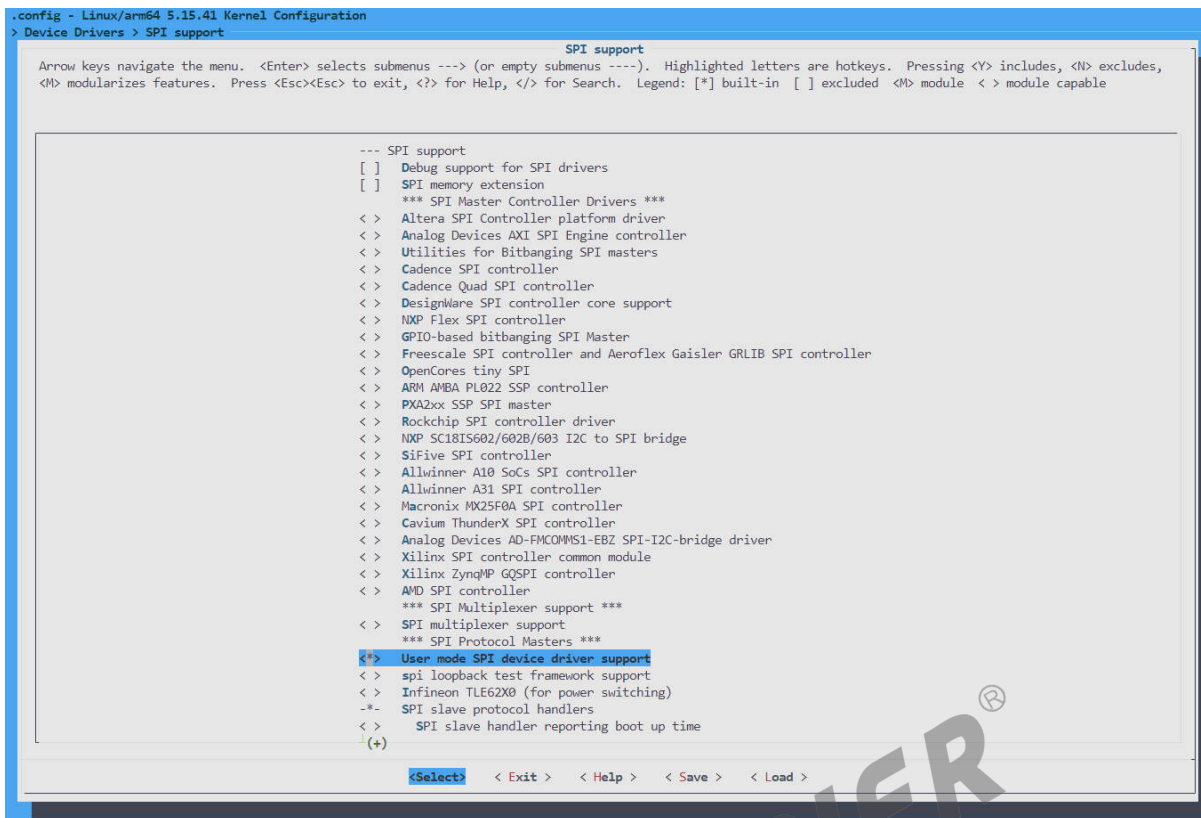 .config - Linux/arm64 5.15.41 Kernel Configuration
> Device Drivers > SPI support
SPI support
Arrow keys navigate the menu. <Enter> selects submenus ---> (or empty submenus ----). Highlighted letters are hotkeys. Pressing <Y> includes, <N> excludes,
<M> modularizes features. Press <Esc><Esc> to exit, <?> for Help, </> for Search. Legend: [*] built-in [ ] excluded <M> module < > module capable
--- SPI support
[ ] Debug support for SPI drivers
[ ] SPI memory extension
*** SPI Master Controller Drivers ***
< > Altera SPI Controller platform driver
< > Analog Devices AXI SPI Engine controller
< > Utilities for Bitbanging SPI masters
< > Cadence SPI controller
< > Cadence Quad SPI controller
< > DesignWare SPI controller core support
< > NXP Flex SPI controller
< > GPIO-based bitbanging SPI Master
< > Freescale SPI controller and Aeroflex Gaisler GRLIB SPI controller
< > OpenCores tiny SPI
< > ARM AMBA PL022 SSP controller
< > PXA2xx SSP SPI master
< > Rockchip SPI controller driver
< > NXP SC18IS602/602B/603 I2C to SPI bridge
< > SiFive SPI controller
< > Allwinner A10 SoCs SPI controller
< > Allwinner A31 SPI controller
< > Macronix MX25F0A SPI controller
< > Cavium ThunderX SPI controller
< > Analog Devices AD-FMCOMMS1-EBZ SPI-I2C-bridge driver
< > Xilinx SPI controller common module
< > Xilinx ZynqMP GQSPI controller
< > AMD SPI controller
*** SPI Multiplexer support ***
< > SPI multiplexer support
*** SPI Protocol Masters ***
<*> User mode SPI device driver support
< > spi loopback test framework support
< > Infineon TLE62X0 (for power switching)
-*- SPI slave protocol handlers
< > SPI slave handler reporting boot up time
(+)
<Select> < Exit > < Help > < Save > < Load >